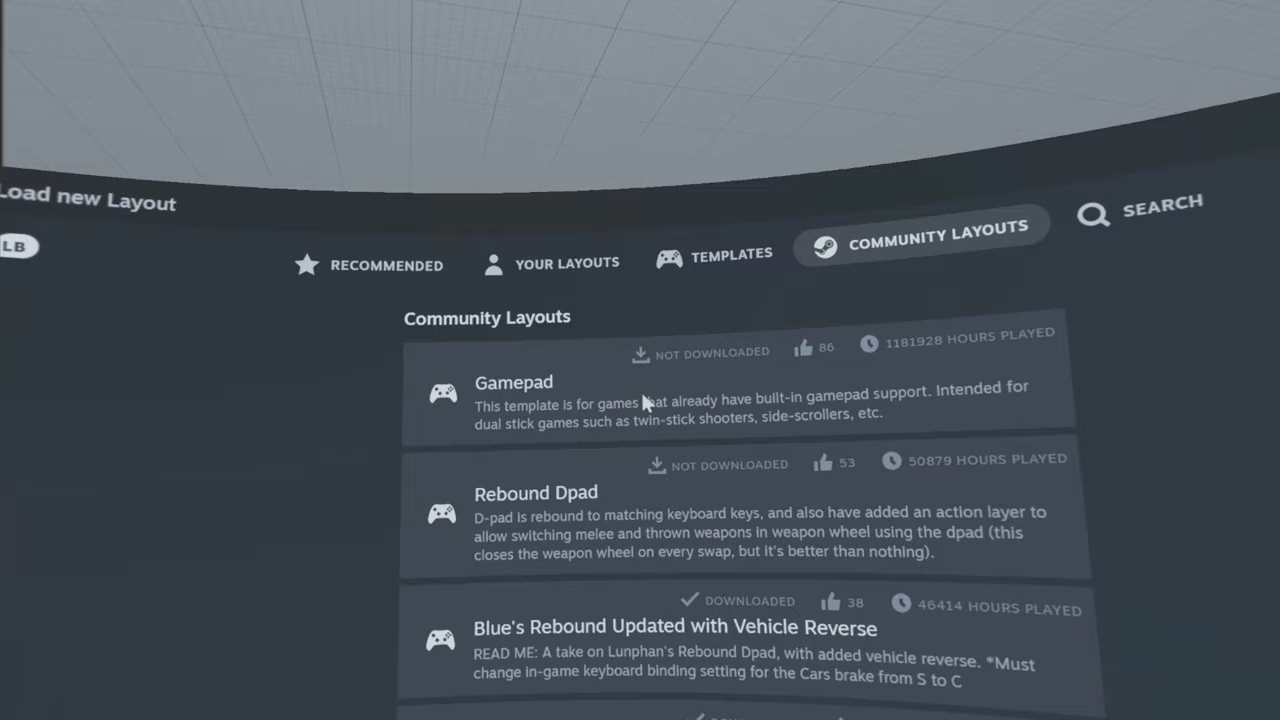 Load new Layout
LB
RECOMMENDED
YOUR LAYOUTS
TEMPLATES
COMMUNITY LAYOUTS
SEARCH
Community Layouts
NOT DOWNLOADED 86 1181928 HOURS PLAYED
Gamepad
This template is for games that already have built-in gamepad support. Intended for
dual stick games such as twin-stick shooters, side-scrollers, etc.
NOT DOWNLOADED 53 50879 HOURS PLAYED
Rebound Dpad
D-pad is rebound to matching keyboard keys, and also have added an action layer to
allow switching melee and thrown weapons in weapon wheel using the dpad (this
closes the weapon wheel on every swap, but it's better than nothing).
DOWNLOADED 38 46414 HOURS PLAYED
Blue's Rebound Updated with Vehicle Reverse
READ ME: A take on Lunphan's Rebound Dpad, with added vehicle reverse. *Must
change in-game keyboard binding setting for the Cars brake from S to C